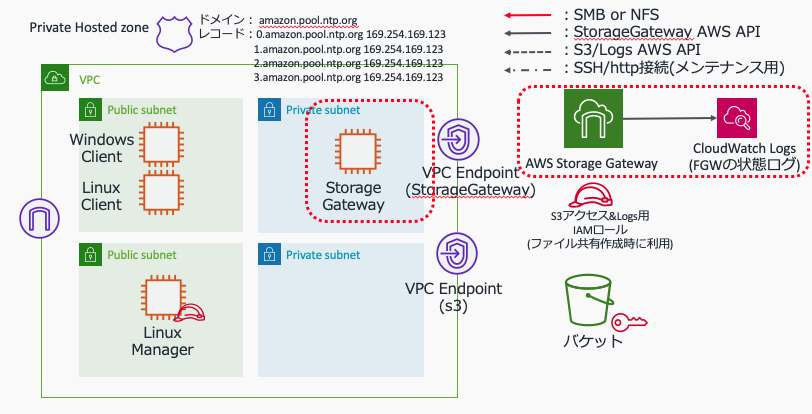 Private Hosted zone
ドメイン： amazon.pool.ntp.org
レコード：0.amazon.pool.ntp.org 169.254.169.123
1.amazon.pool.ntp.org 169.254.169.123
2.amazon.pool.ntp.org 169.254.169.123
3.amazon.pool.ntp.org 169.254.169.123
：SMB or NFS
：StorageGateway AWS API
：S3/Logs AWS API
：SSH/http接続(メンテナンス用)
VPC
Public subnet
Windows
Client
Linux
Client
Private subnet
Storage
Gateway
VPC Endpoint
(StorageGateway)
AWS Storage Gateway
CloudWatch Logs
(FGWの状態ログ)
S3アクセス&Logs用
IAMロール
(ファイル共有作成時に利用)
Public subnet
Linux
Manager
Private subnet
VPC Endpoint
(s3)
バケット